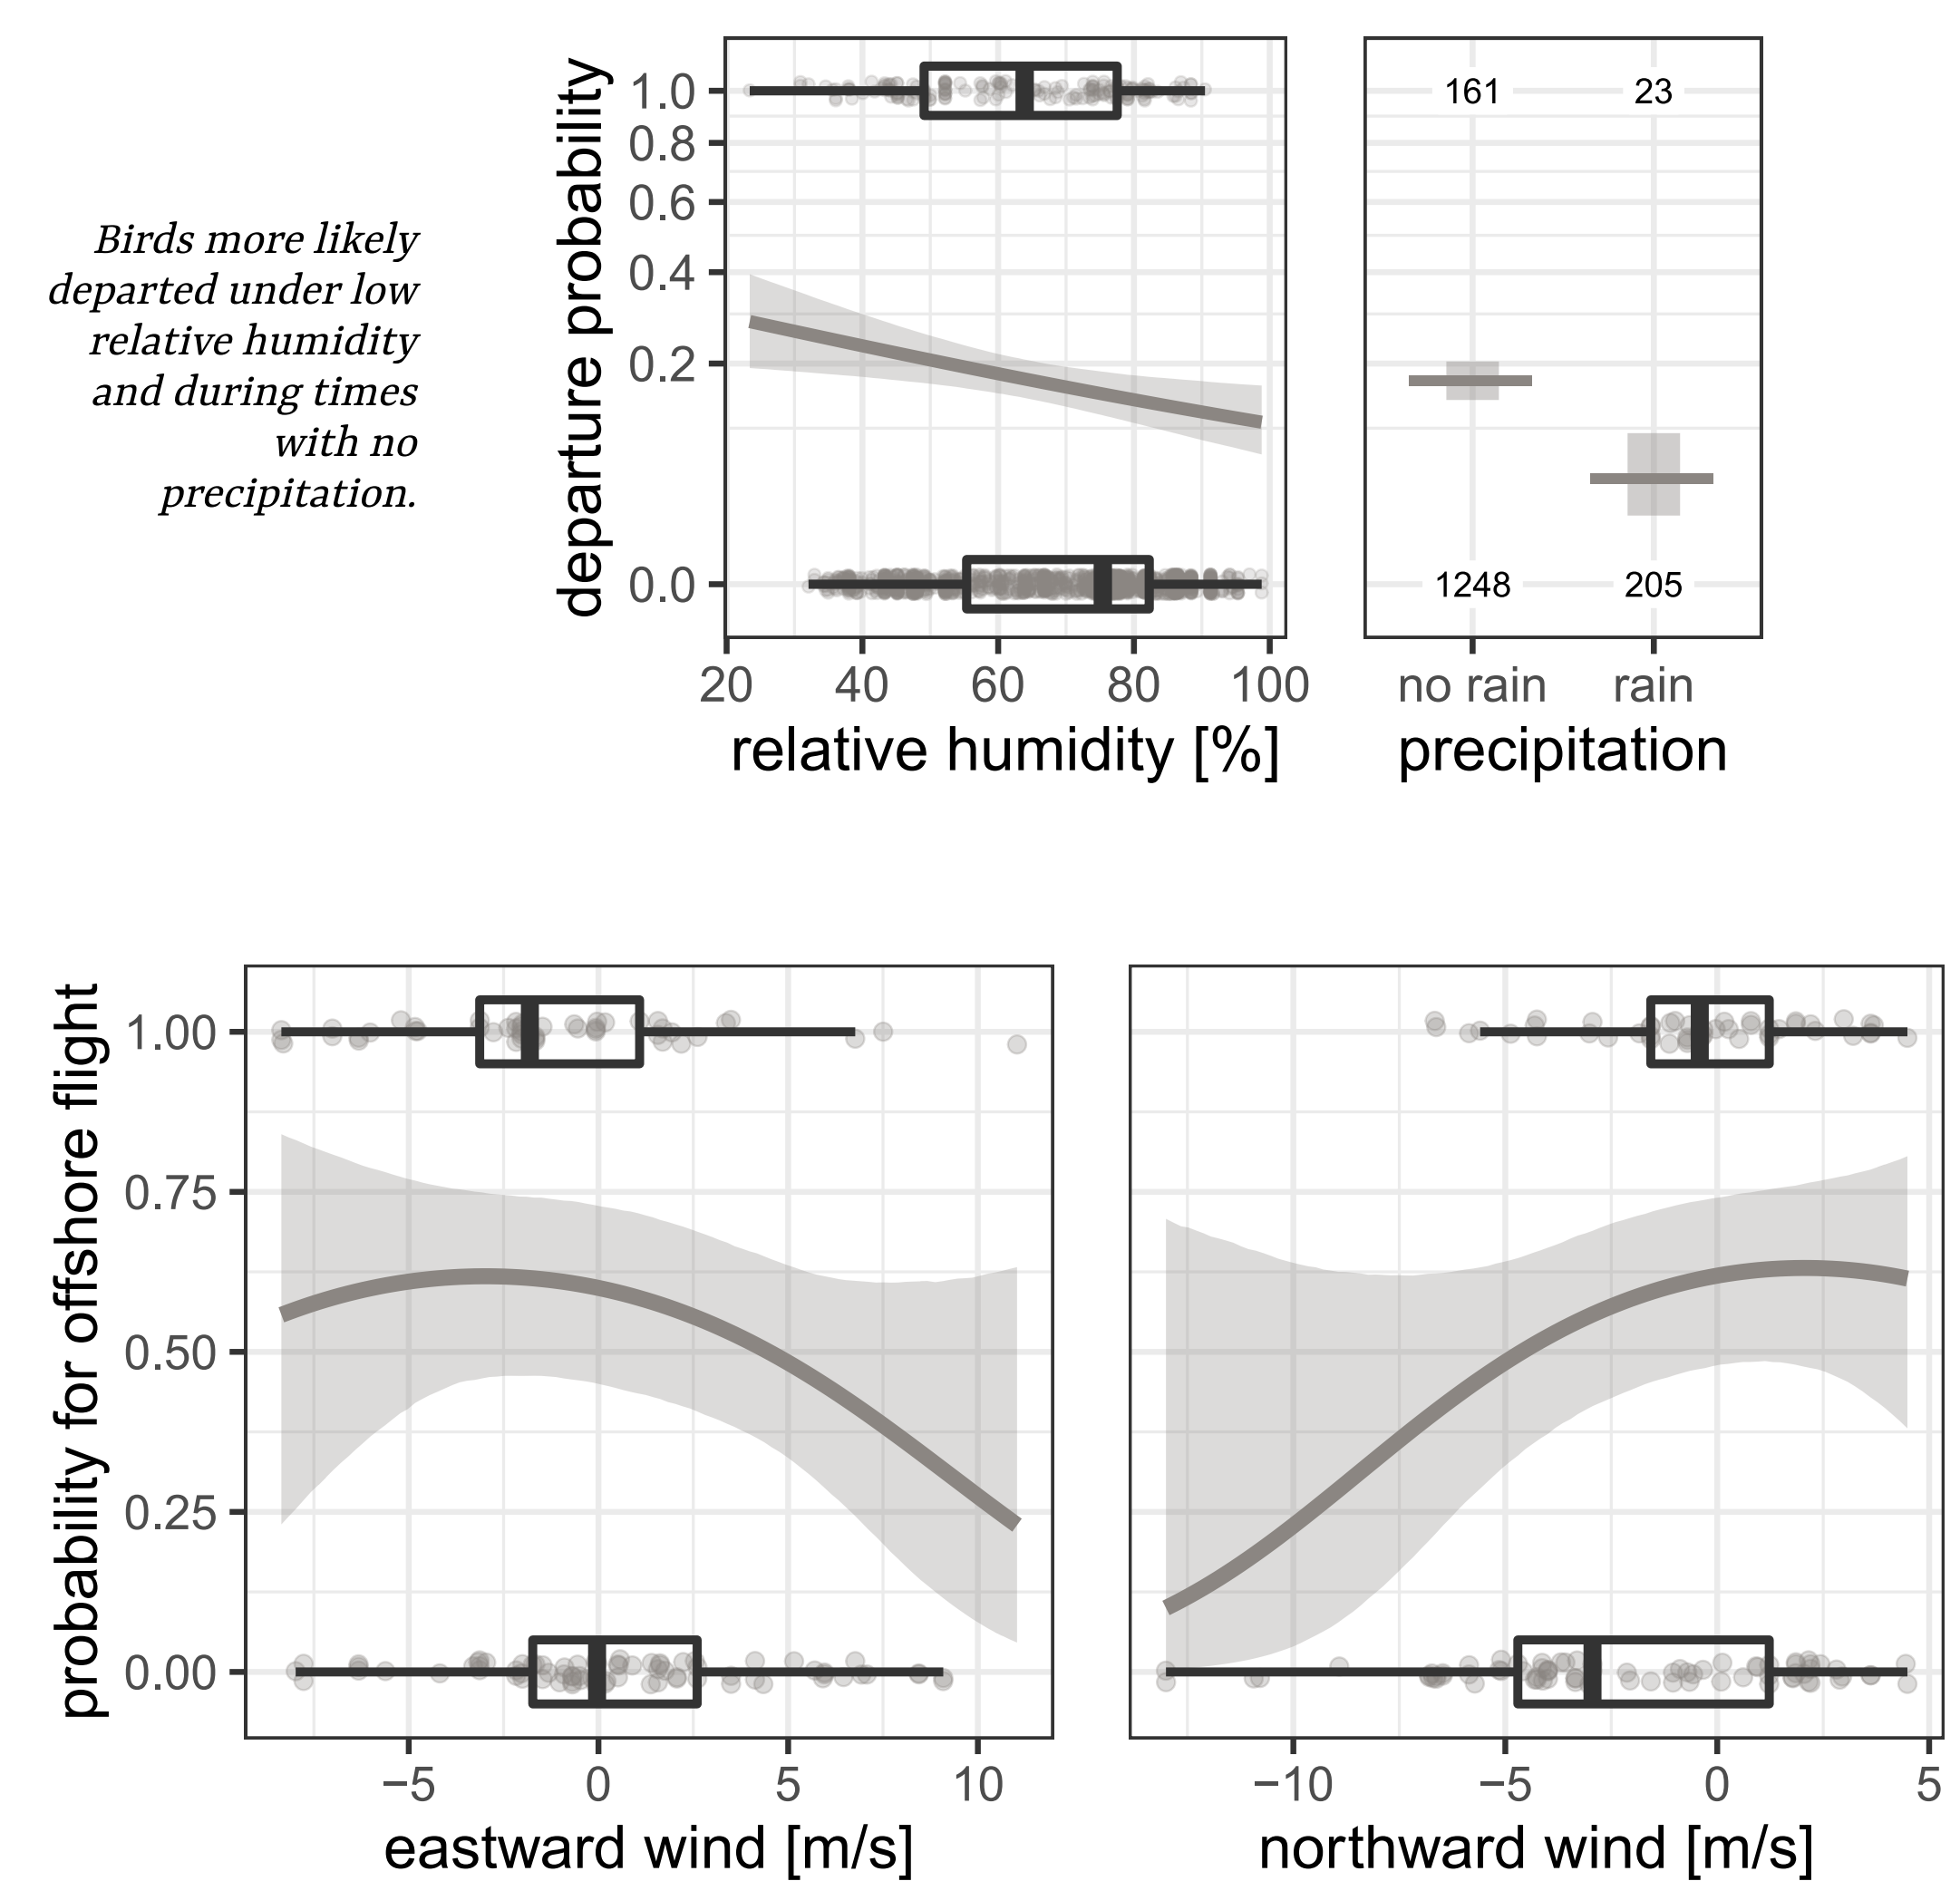 Birds more likely
departed under low
relative humidity
and during times
with no
precipitation.
departure probability
1.0
0.8
0.6
0.4
0.2
0.0
20 40 60 80 100
relative humidity [%]
161 23
1248 205
no rain rain
precipitation
probability for offshore flight
1.00
0.75
0.50
0.25
0.00
−5 0 5 10
eastward wind [m/s]
−10 −5 0 5
northward wind [m/s]